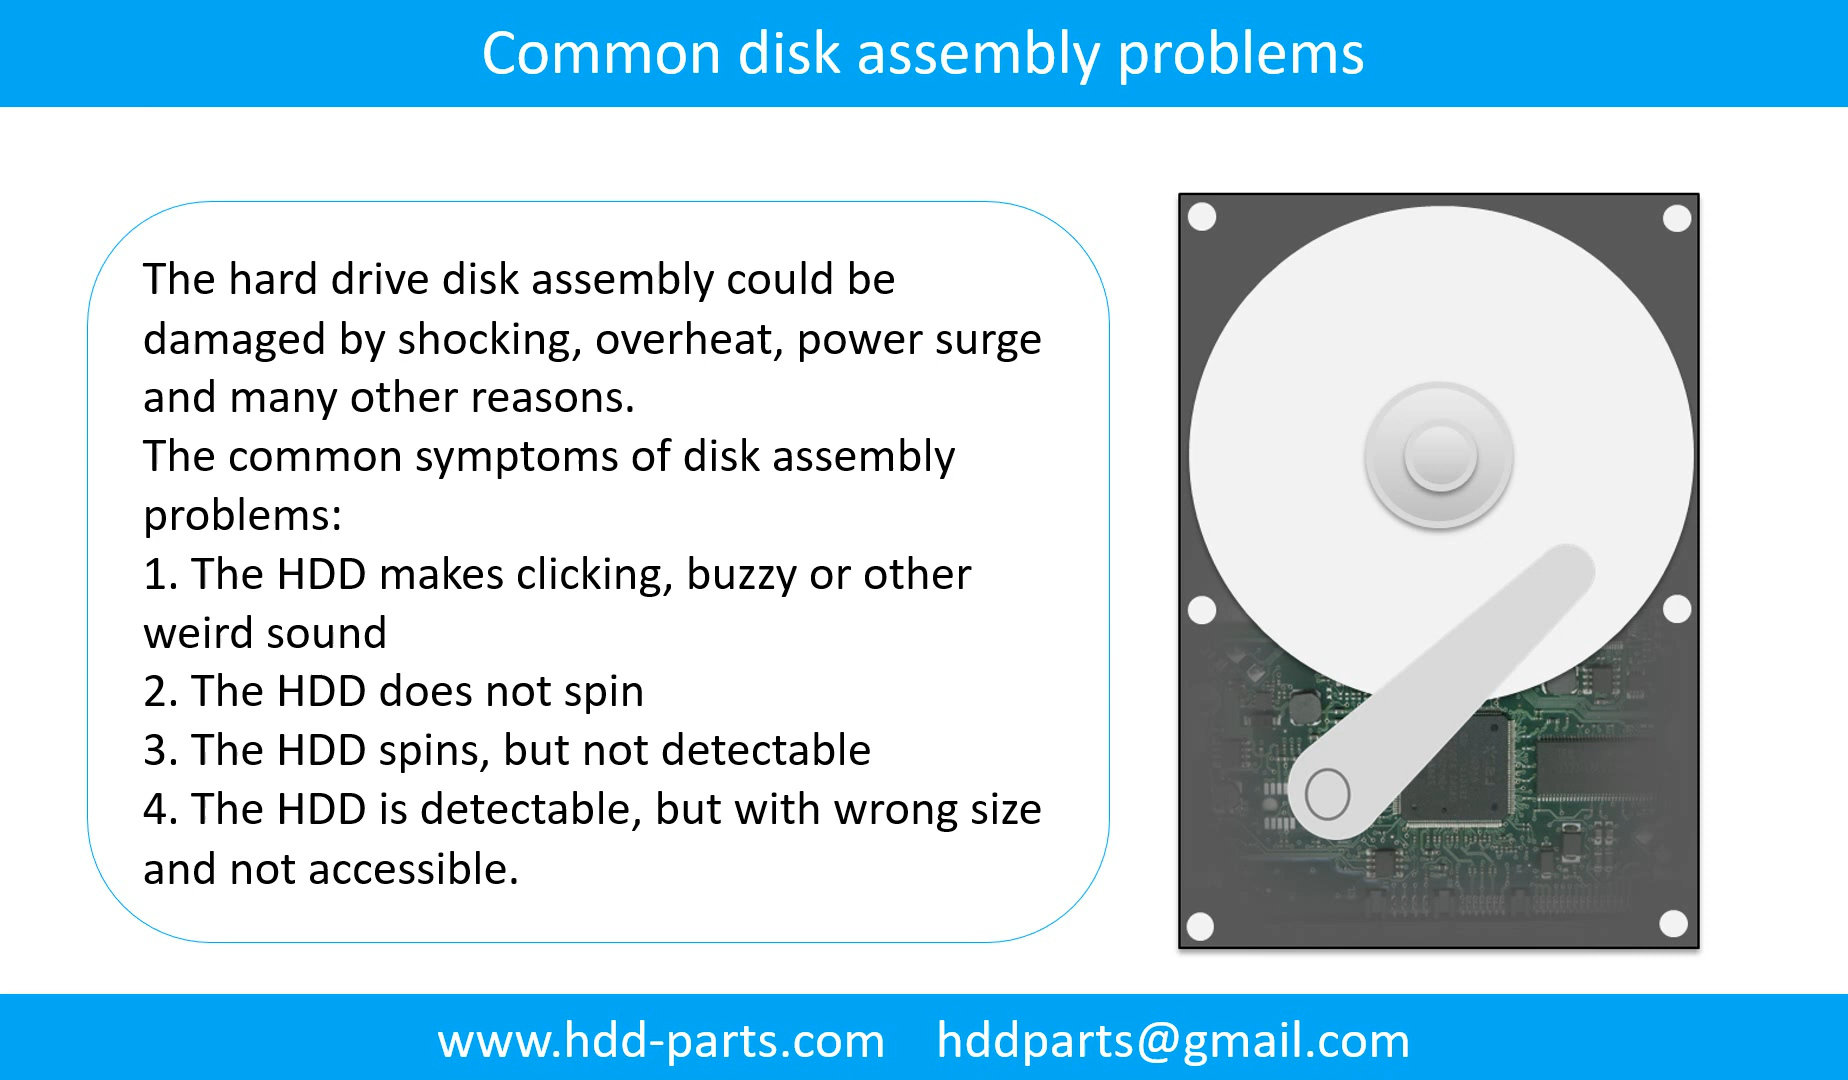 Common disk assembly problems
The hard drive disk assembly could be
damaged by shocking, overheat, power surge
and many other reasons.
The common symptoms of disk assembly
problems:
1. The HDD makes clicking, buzzy or other
weird sound
2. The HDD does not spin
3. The HDD spins, but not detectable
4. The HDD is detectable, but with wrong size
and not accessible.
www.hdd-parts.com hddparts@gmail.com